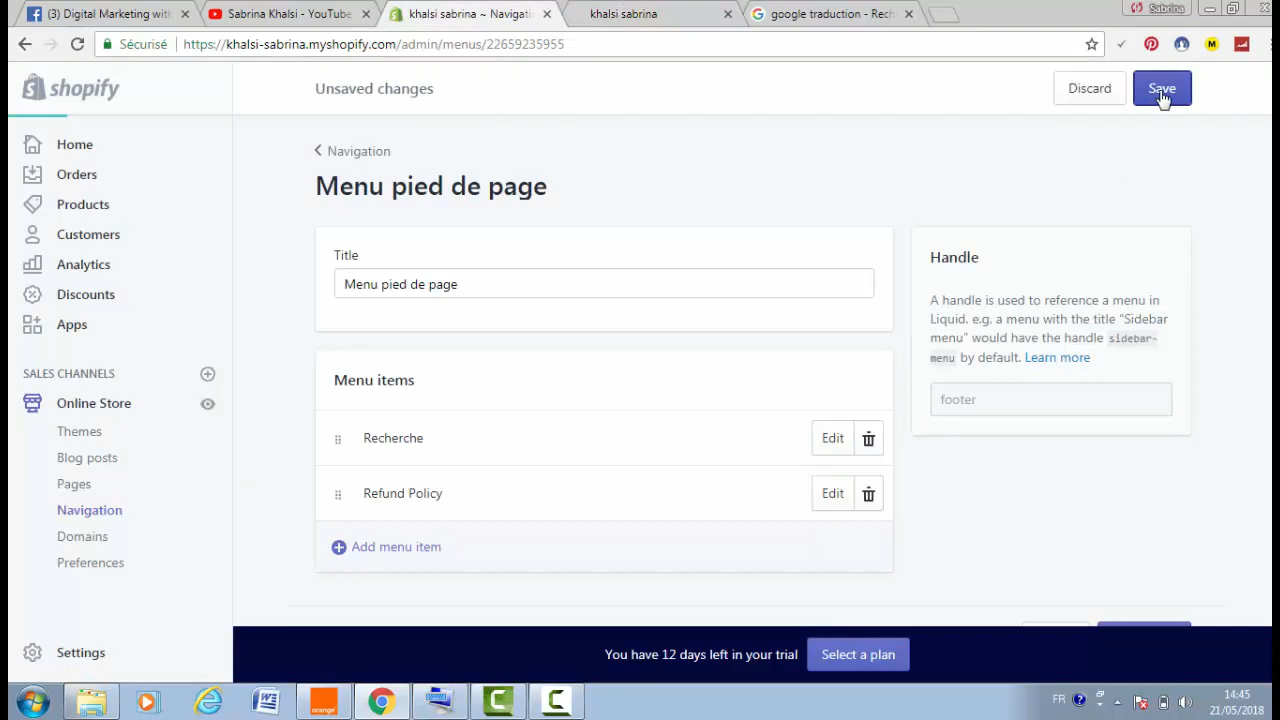 (3) Digital Marketing with
Sabrina Khalsi - YouTube
khalsi sabrina ~ Navigati
khalsi sabrina
google traduction - Rech
Sabrina
Sécurisé
https://khalsi-sabrina.myshopify.com/admin/menus/22659235955
shopify
Unsaved changes
Discard
Save
Home
Orders
Products
Customers
Analytics
Discounts
Apps
SALES CHANNELS
Online Store
Themes
Blog posts
Pages
Navigation
Domains
Preferences
Settings
Navigation
Menu pied de page
Title
Menu pied de page
Menu items
Recherche
Edit
Refund Policy
Edit
Add menu item
Handle
A handle is used to reference a menu in
Liquid. e.g. a menu with the title “Sidebar
menu” would have the handle sidebar-
menu by default. Learn more
footer
You have 12 days left in your trial
Select a plan
orange
FR
14:45
21/05/2018